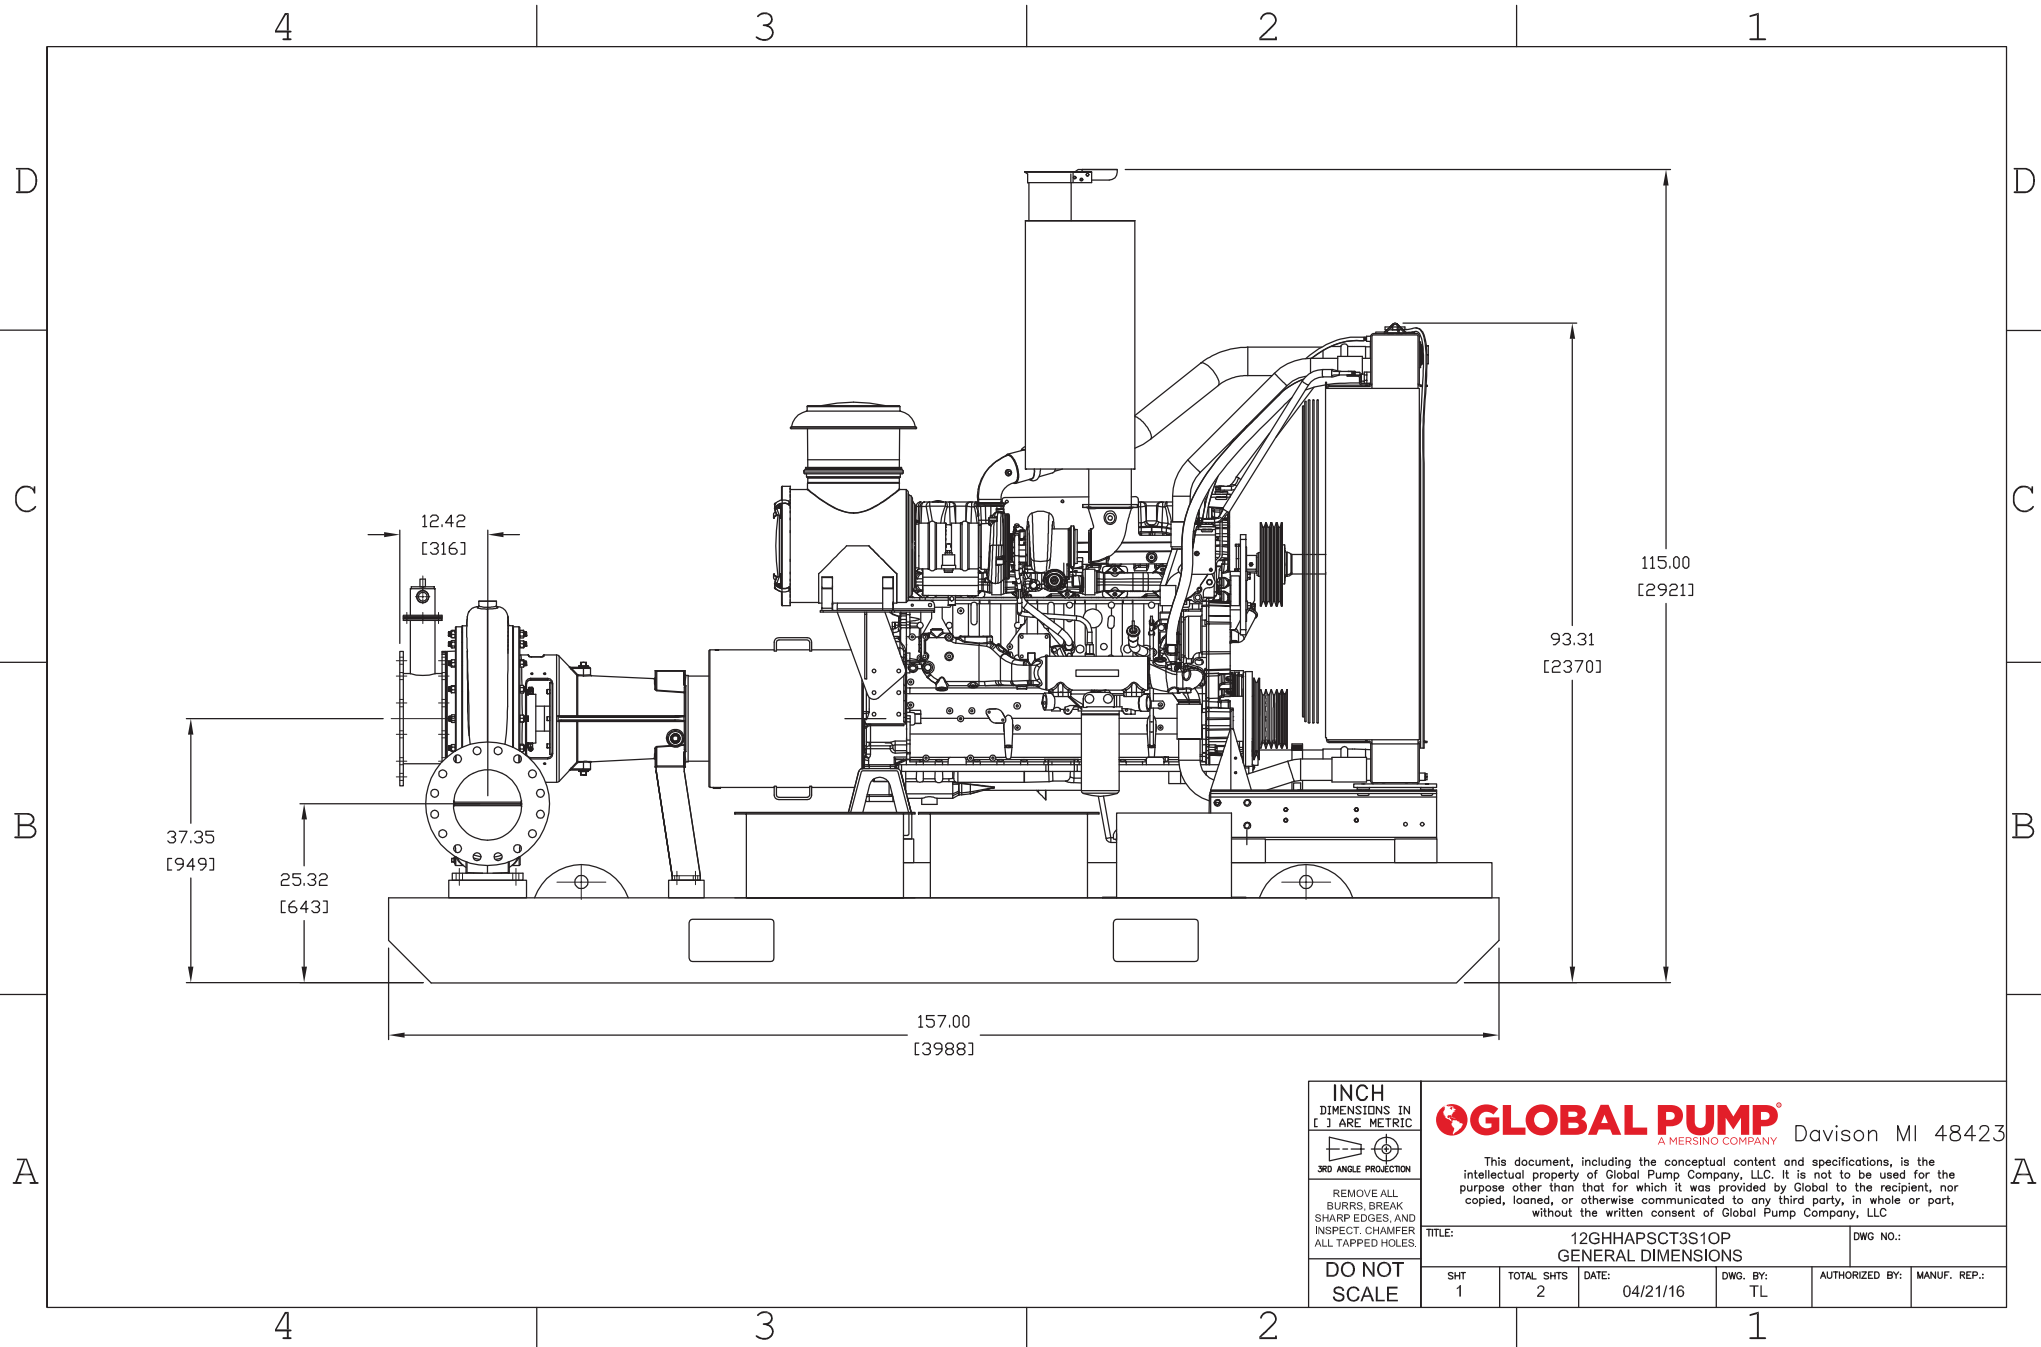 4 3 2 1
D D
C C
B B
A A
12.42
[316]
115.00
[2921]
93.31
[2370]
37.35
[949]
25.32
[643]
157.00
[3988]
INCH
DIMENSIONS IN
[ ] ARE METRIC
3RD ANGLE PROJECTION
REMOVE ALL
BURRS, BREAK
SHARP EDGES, AND
INSPECT. CHAMFER
ALL TAPPED HOLES.
DO NOT
SCALE
GLOBAL PUMP®
A MERSINO COMPANY
Davison MI 48423
This document, including the conceptual content and specifications, is the
intellectual property of Global Pump Company, LLC. It is not to be used for the
purpose other than that for which it was provided by Global to the recipient, nor
copied, loaned, or otherwise communicated to any third party, in whole or part,
without the written consent of Global Pump Company, LLC
TITLE:
12GHHAPSCT3S1OP
GENERAL DIMENSIONS
DWG NO.:
SHT
1
TOTAL SHTS
2
DATE:
04/21/16
DWG. BY:
TL
AUTHORIZED BY:
MANUF. REP.:
4 3 2 1